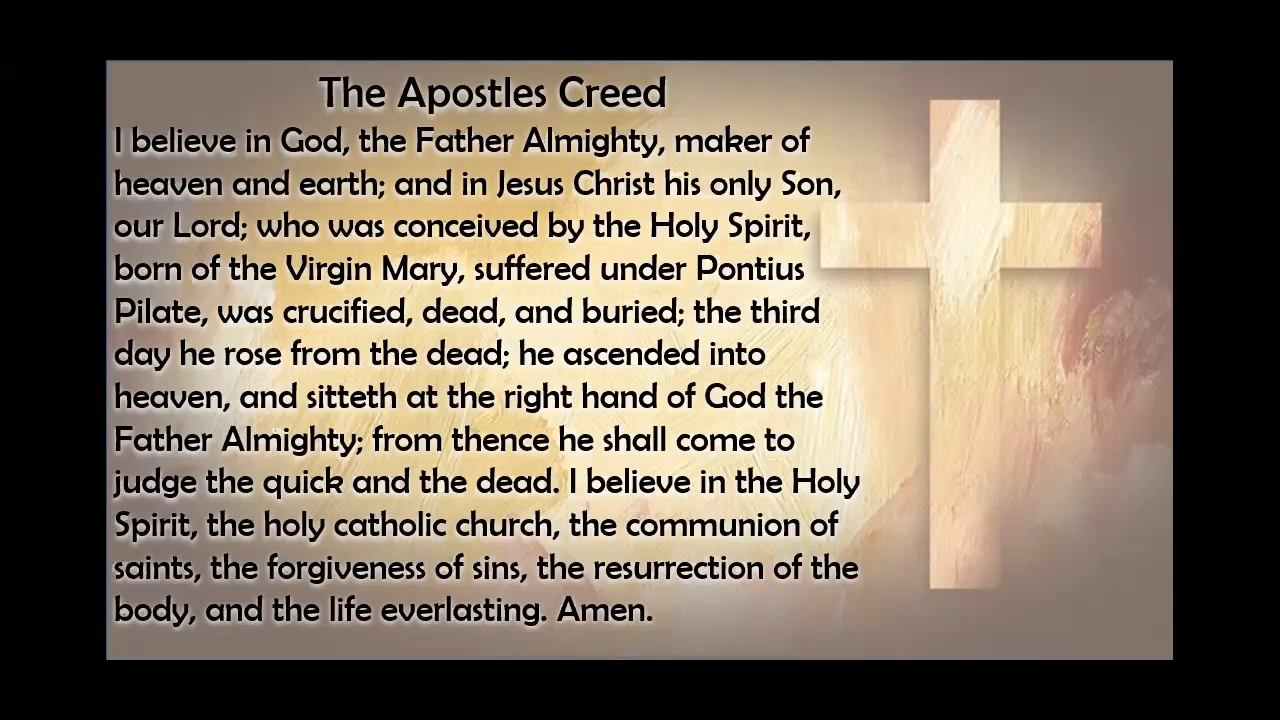 The Apostles Creed
I believe in God, the Father Almighty, maker of
heaven and earth; and in Jesus Christ his only Son,
our Lord; who was conceived by the Holy Spirit,
born of the Virgin Mary, suffered under Pontius
Pilate, was crucified, dead, and buried; the third
day he rose from the dead; he ascended into
heaven, and sitteth at the right hand of God the
Father Almighty; from thence he shall come to
judge the quick and the dead. I believe in the Holy
Spirit, the holy catholic church, the communion of
saints, the forgiveness of sins, the resurrection of the
body, and the life everlasting. Amen.